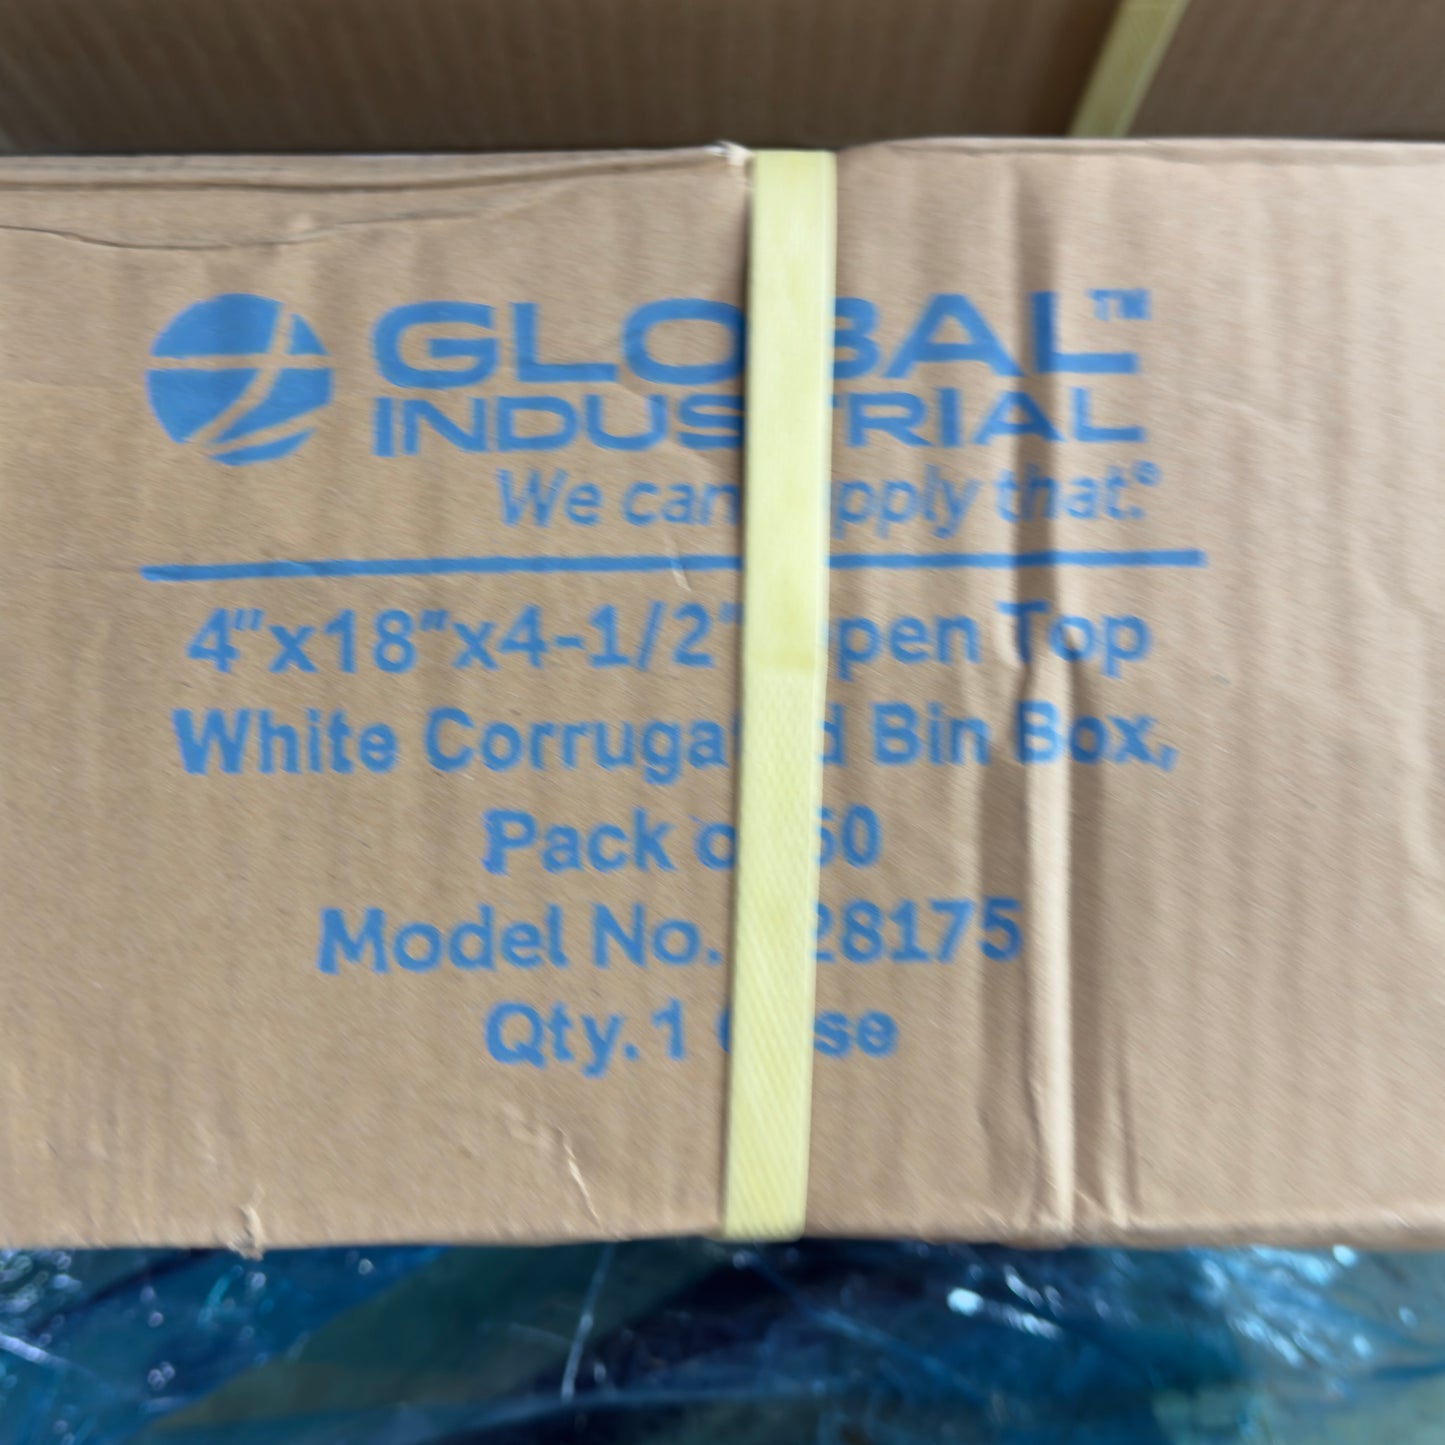 GLOBAL™
INDUSTRIAL
We can supply that.®
4"x18"x4-1/2" Open Top
White Corrugated Bin Box,
Pack of 50
Model No. 28175
Qty. 1 Case